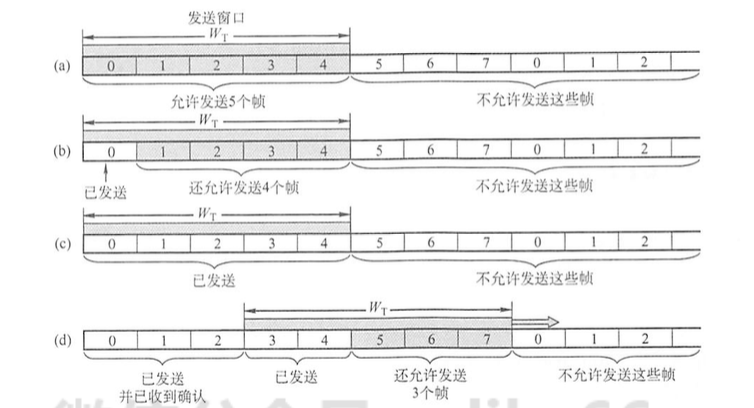 发送窗口
W_T
(a) 0 1 2 3 4 5 6 7 0 1 2
允许发送5个帧 不允许发送这些帧
W_T
(b) 0 1 2 3 4 5 6 7 0 1 2
已发送 还允许发送4个帧 不允许发送这些帧
W_T
(c) 0 1 2 3 4 5 6 7 0 1 2
已发送 不允许发送这些帧
W_T
(d) 0 1 2 3 4 5 6 7 0 1 2
已发送 已发送 还允许发送 不允许发送这些帧
并已收到确认 3个帧